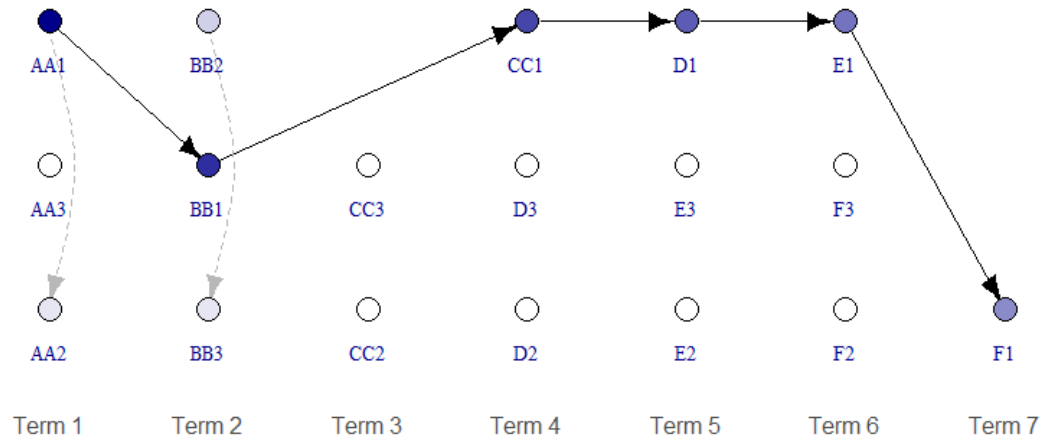 AA1 BB2 CC1 D1 E1
AA3 BB1 CC3 D3 E3 F3
AA2 BB3 CC2 D2 E2 F2 F1
Term 1 Term 2 Term 3 Term 4 Term 5 Term 6 Term 7